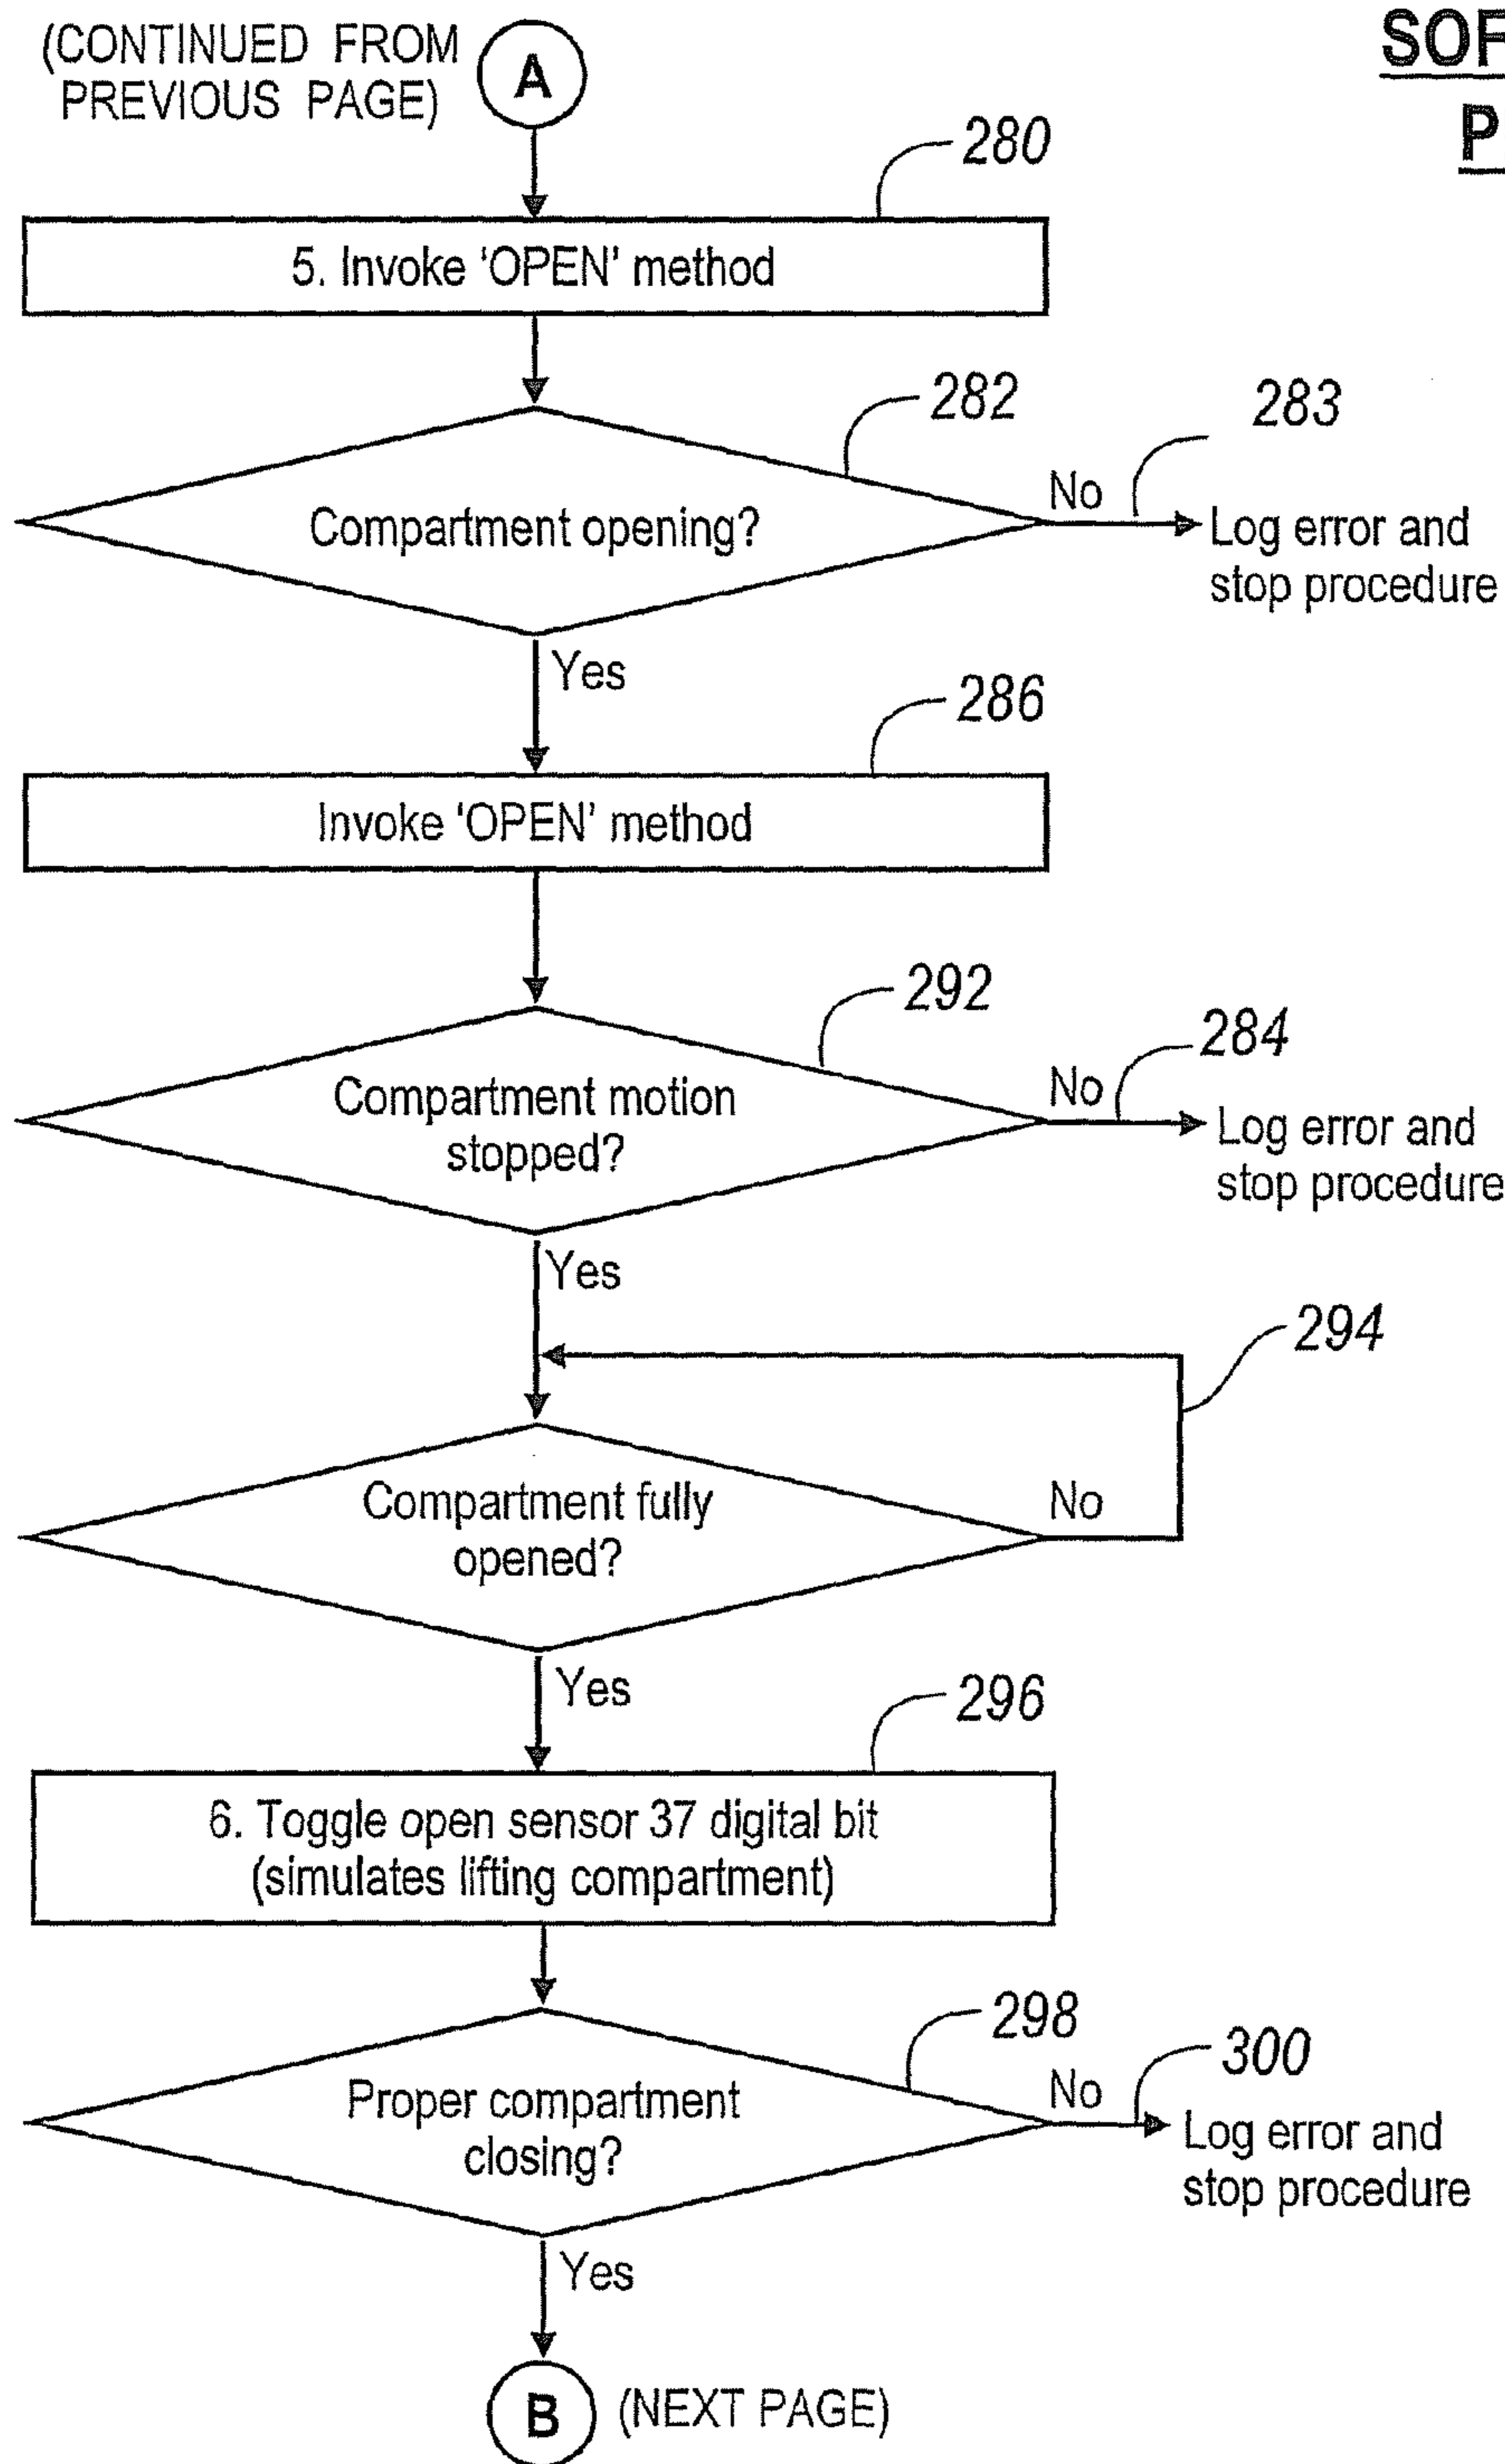 (CONTINUED FROM
PREVIOUS PAGE)
A
SOF
P
280
5. Invoke 'OPEN' method
282
283
Compartment opening?
No
Log error and
stop procedure
Yes
286
Invoke 'OPEN' method
292
284
Compartment motion
stopped?
No
Log error and
stop procedure
Yes
294
Compartment fully
opened?
No
Yes
296
6. Toggle open sensor 37 digital bit
(simulates lifting compartment)
298
300
Proper compartment
closing?
No
Log error and
stop procedure
Yes
B
(NEXT PAGE)